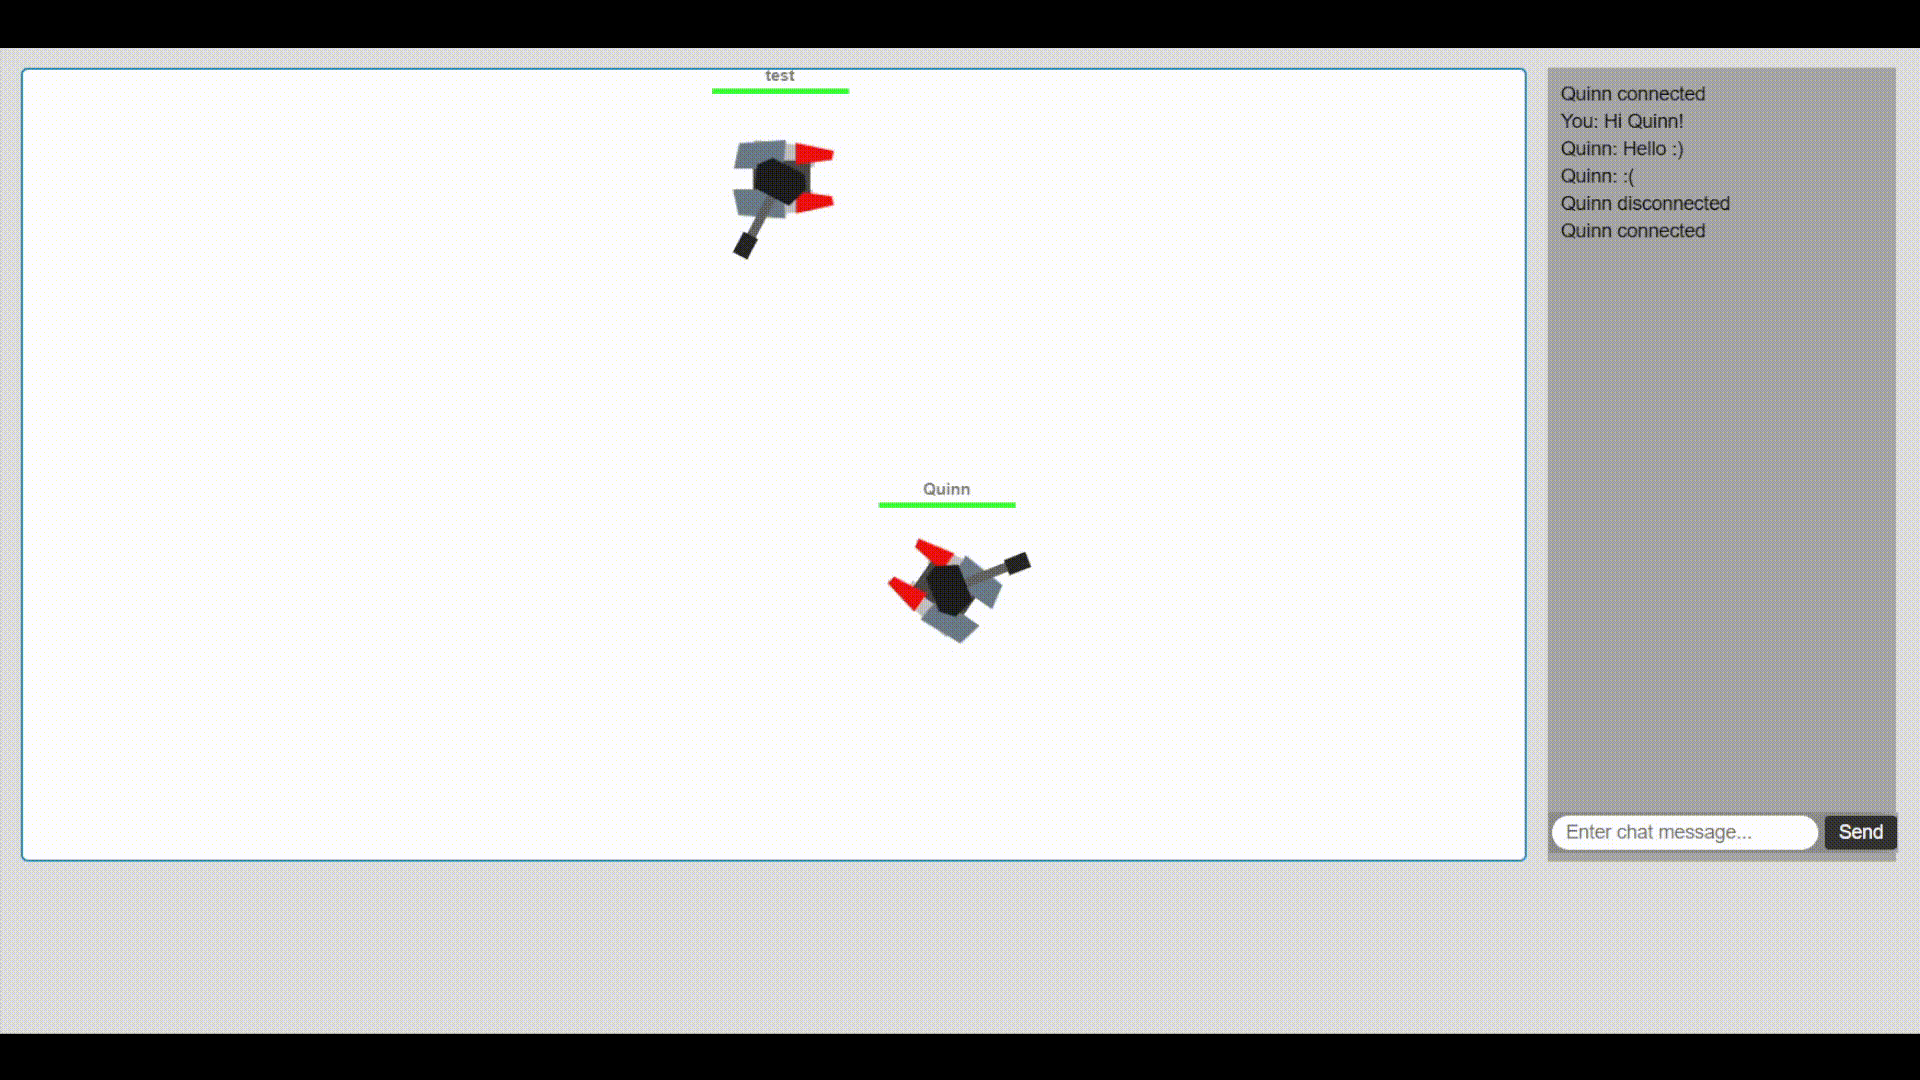 test
Quinn
Quinn connected
You: Hi Quinn!
Quinn: Hello :)
Quinn: :(
Quinn disconnected
Quinn connected
Enter chat message...
Send